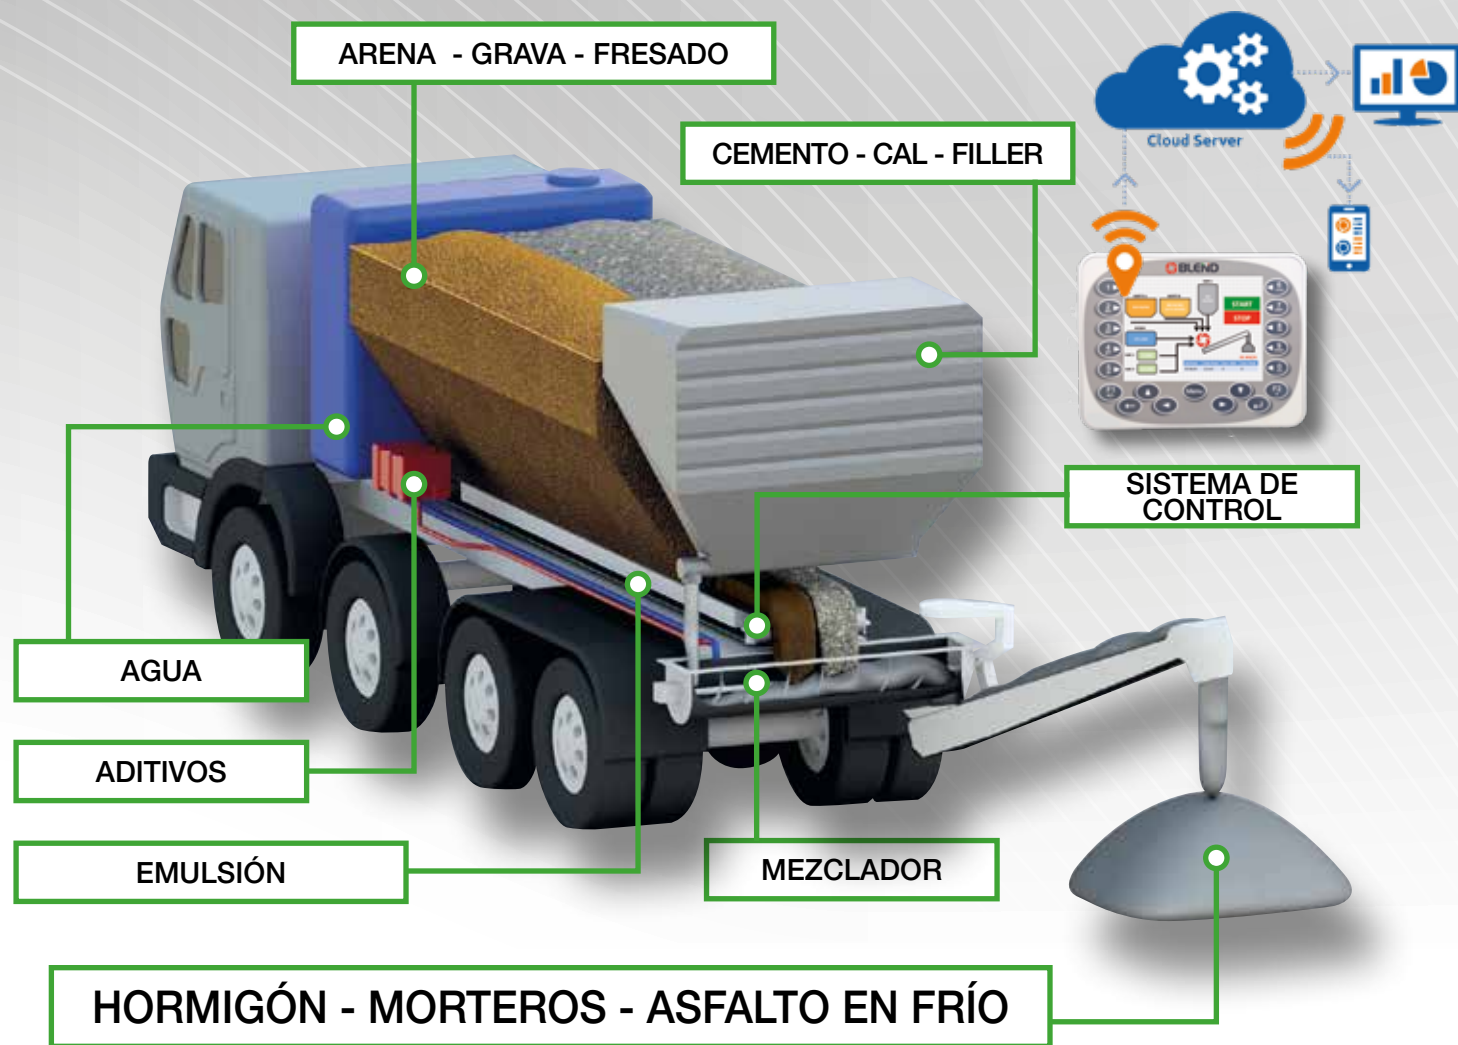 ARENA - GRAVA - FRESADO
CEMENTO - CAL - FILLER
Cloud Server
BLEND
START
STOP
SISTEMA DE
CONTROL
AGUA
ADITIVOS
EMULSIÓN
MEZCLADOR
HORMIGÓN - MORTEROS - ASFALTO EN FRÍO